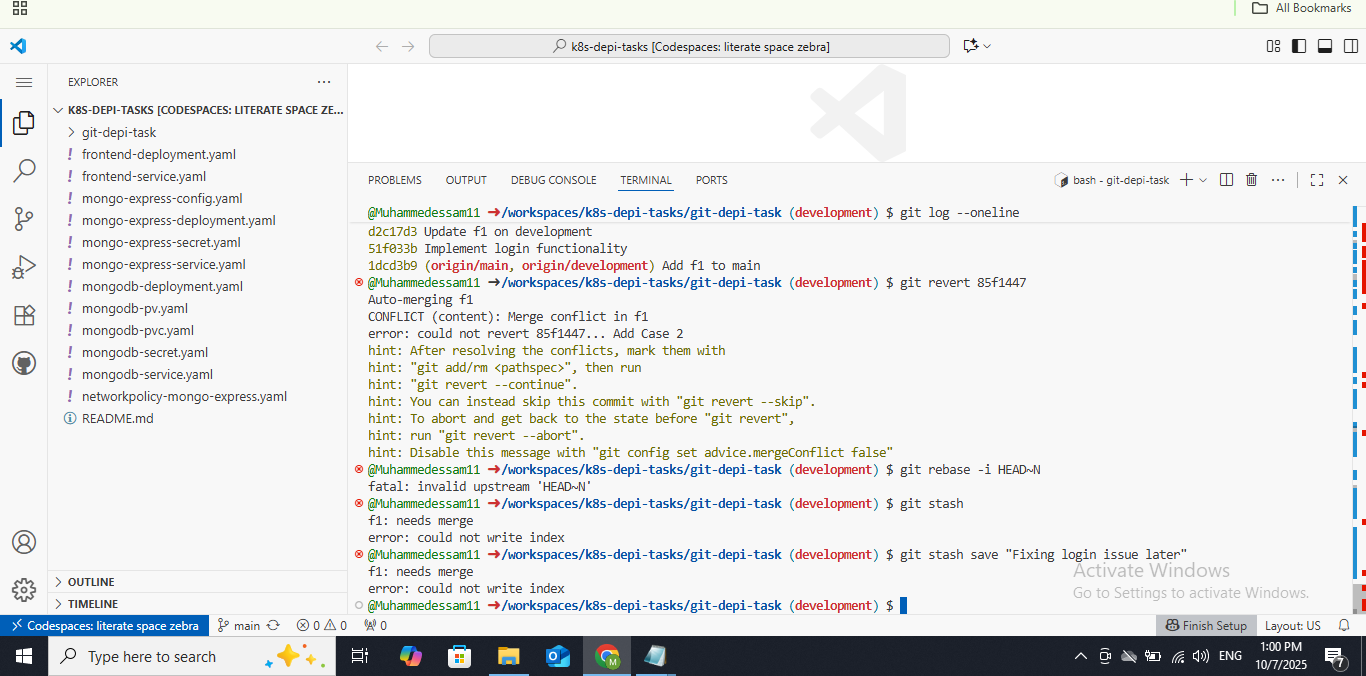 All Bookmarks
k8s-depi-tasks [Codespaces: literate space zebra]
EXPLORER
K8S-DEPI-TASKS [CODESPACES: LITERATE SPACE ZE...
git-depi-task
frontend-deployment.yaml
frontend-service.yaml
mongo-express-config.yaml
mongo-express-deployment.yaml
mongo-express-secret.yaml
mongo-express-service.yaml
mongodb-deployment.yaml
mongodb-pv.yaml
mongodb-pvc.yaml
mongodb-secret.yaml
mongodb-service.yaml
networkpolicy-mongo-express.yaml
README.md
OUTLINE
TIMELINE
PROBLEMS OUTPUT DEBUG CONSOLE TERMINAL PORTS
bash - git-depi-task
@Muhammedessam11 ➜/workspaces/k8s-depi-tasks/git-depi-task (development) $ git log --oneline
d2c17d3 Update f1 on development
51f033b Implement login functionality
1dcd3b9 (origin/main, origin/development) Add f1 to main
@Muhammedessam11 ➜/workspaces/k8s-depi-tasks/git-depi-task (development) $ git revert 85f1447
Auto-merging f1
CONFLICT (content): Merge conflict in f1
error: could not revert 85f1447... Add Case 2
hint: After resolving the conflicts, mark them with
hint: "git add/rm <pathspec>", then run
hint: "git revert --continue".
hint: You can instead skip this commit with "git revert --skip".
hint: To abort and get back to the state before "git revert",
hint: run "git revert --abort".
hint: Disable this message with "git config set advice.mergeConflict false"
@Muhammedessam11 ➜/workspaces/k8s-depi-tasks/git-depi-task (development) $ git rebase -i HEAD~N
fatal: invalid upstream 'HEAD~N'
@Muhammedessam11 ➜/workspaces/k8s-depi-tasks/git-depi-task (development) $ git stash
f1: needs merge
error: could not write index
@Muhammedessam11 ➜/workspaces/k8s-depi-tasks/git-depi-task (development) $ git stash save "Fixing login issue later"
f1: needs merge
error: could not write index
@Muhammedessam11 ➜/workspaces/k8s-depi-tasks/git-depi-task (development) $
Activate Windows
Go to Settings to activate Windows.
Codespaces: literate space zebra main 0 0 0 Finish Setup Layout: US
Type here to search
M
ENG
1:00 PM
10/7/2025
7